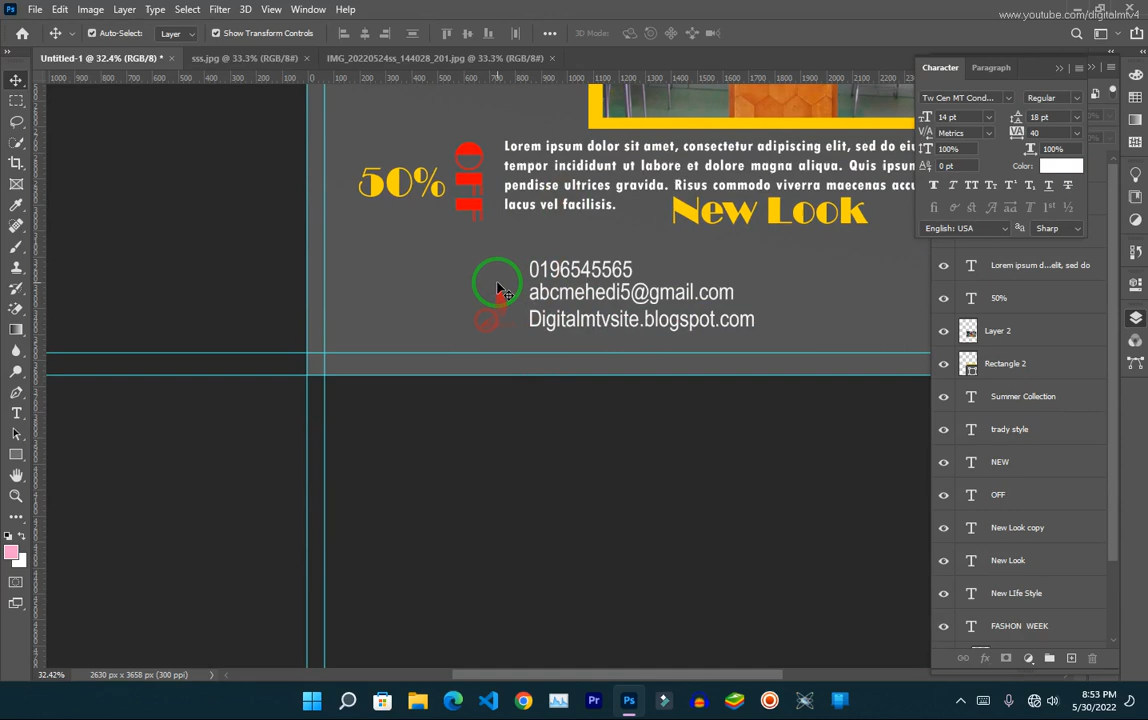 File Edit Image Layer Type Select Filter 3D View Window Help
www.youtube.com/digitalmtv4
Auto-Select: Layer Show Transform Controls 3D Mode:
Untitled-1 @ 32.4% (RGB/8) * sss.jpg @ 33.3% (RGB/8#) IMG_20220524ss_144028_201.jpg @ 33.3% (RGB/8#)
Character Paragraph
Tw Cen MT Cond... Regular
14 pt 18 pt
Metrics 40
100% 100%
0 pt Color:
English: USA Sharp
50% OFF
Lorem ipsum dolor sit amet, consectetur adipiscing elit, sed do eiu
tempor incididunt ut labore et dolore magna aliqua. Quis ipsum
pendisse ultrices gravida. Risus commodo viverra maecenas accu
lacus vel facilisis.
New Look
0196545565
abcmehedi5@gmail.com
Digitalmtvsite.blogspot.com
Lorem ipsum d...elit, sed do
50%
Layer 2
Rectangle 2
Summer Collection
trady style
NEW
OFF
New Look copy
New Look
New LIfe Style
FASHON WEEK
32.42% 2630 px x 3658 px (300 ppi)
8:53 PM
5/30/2022